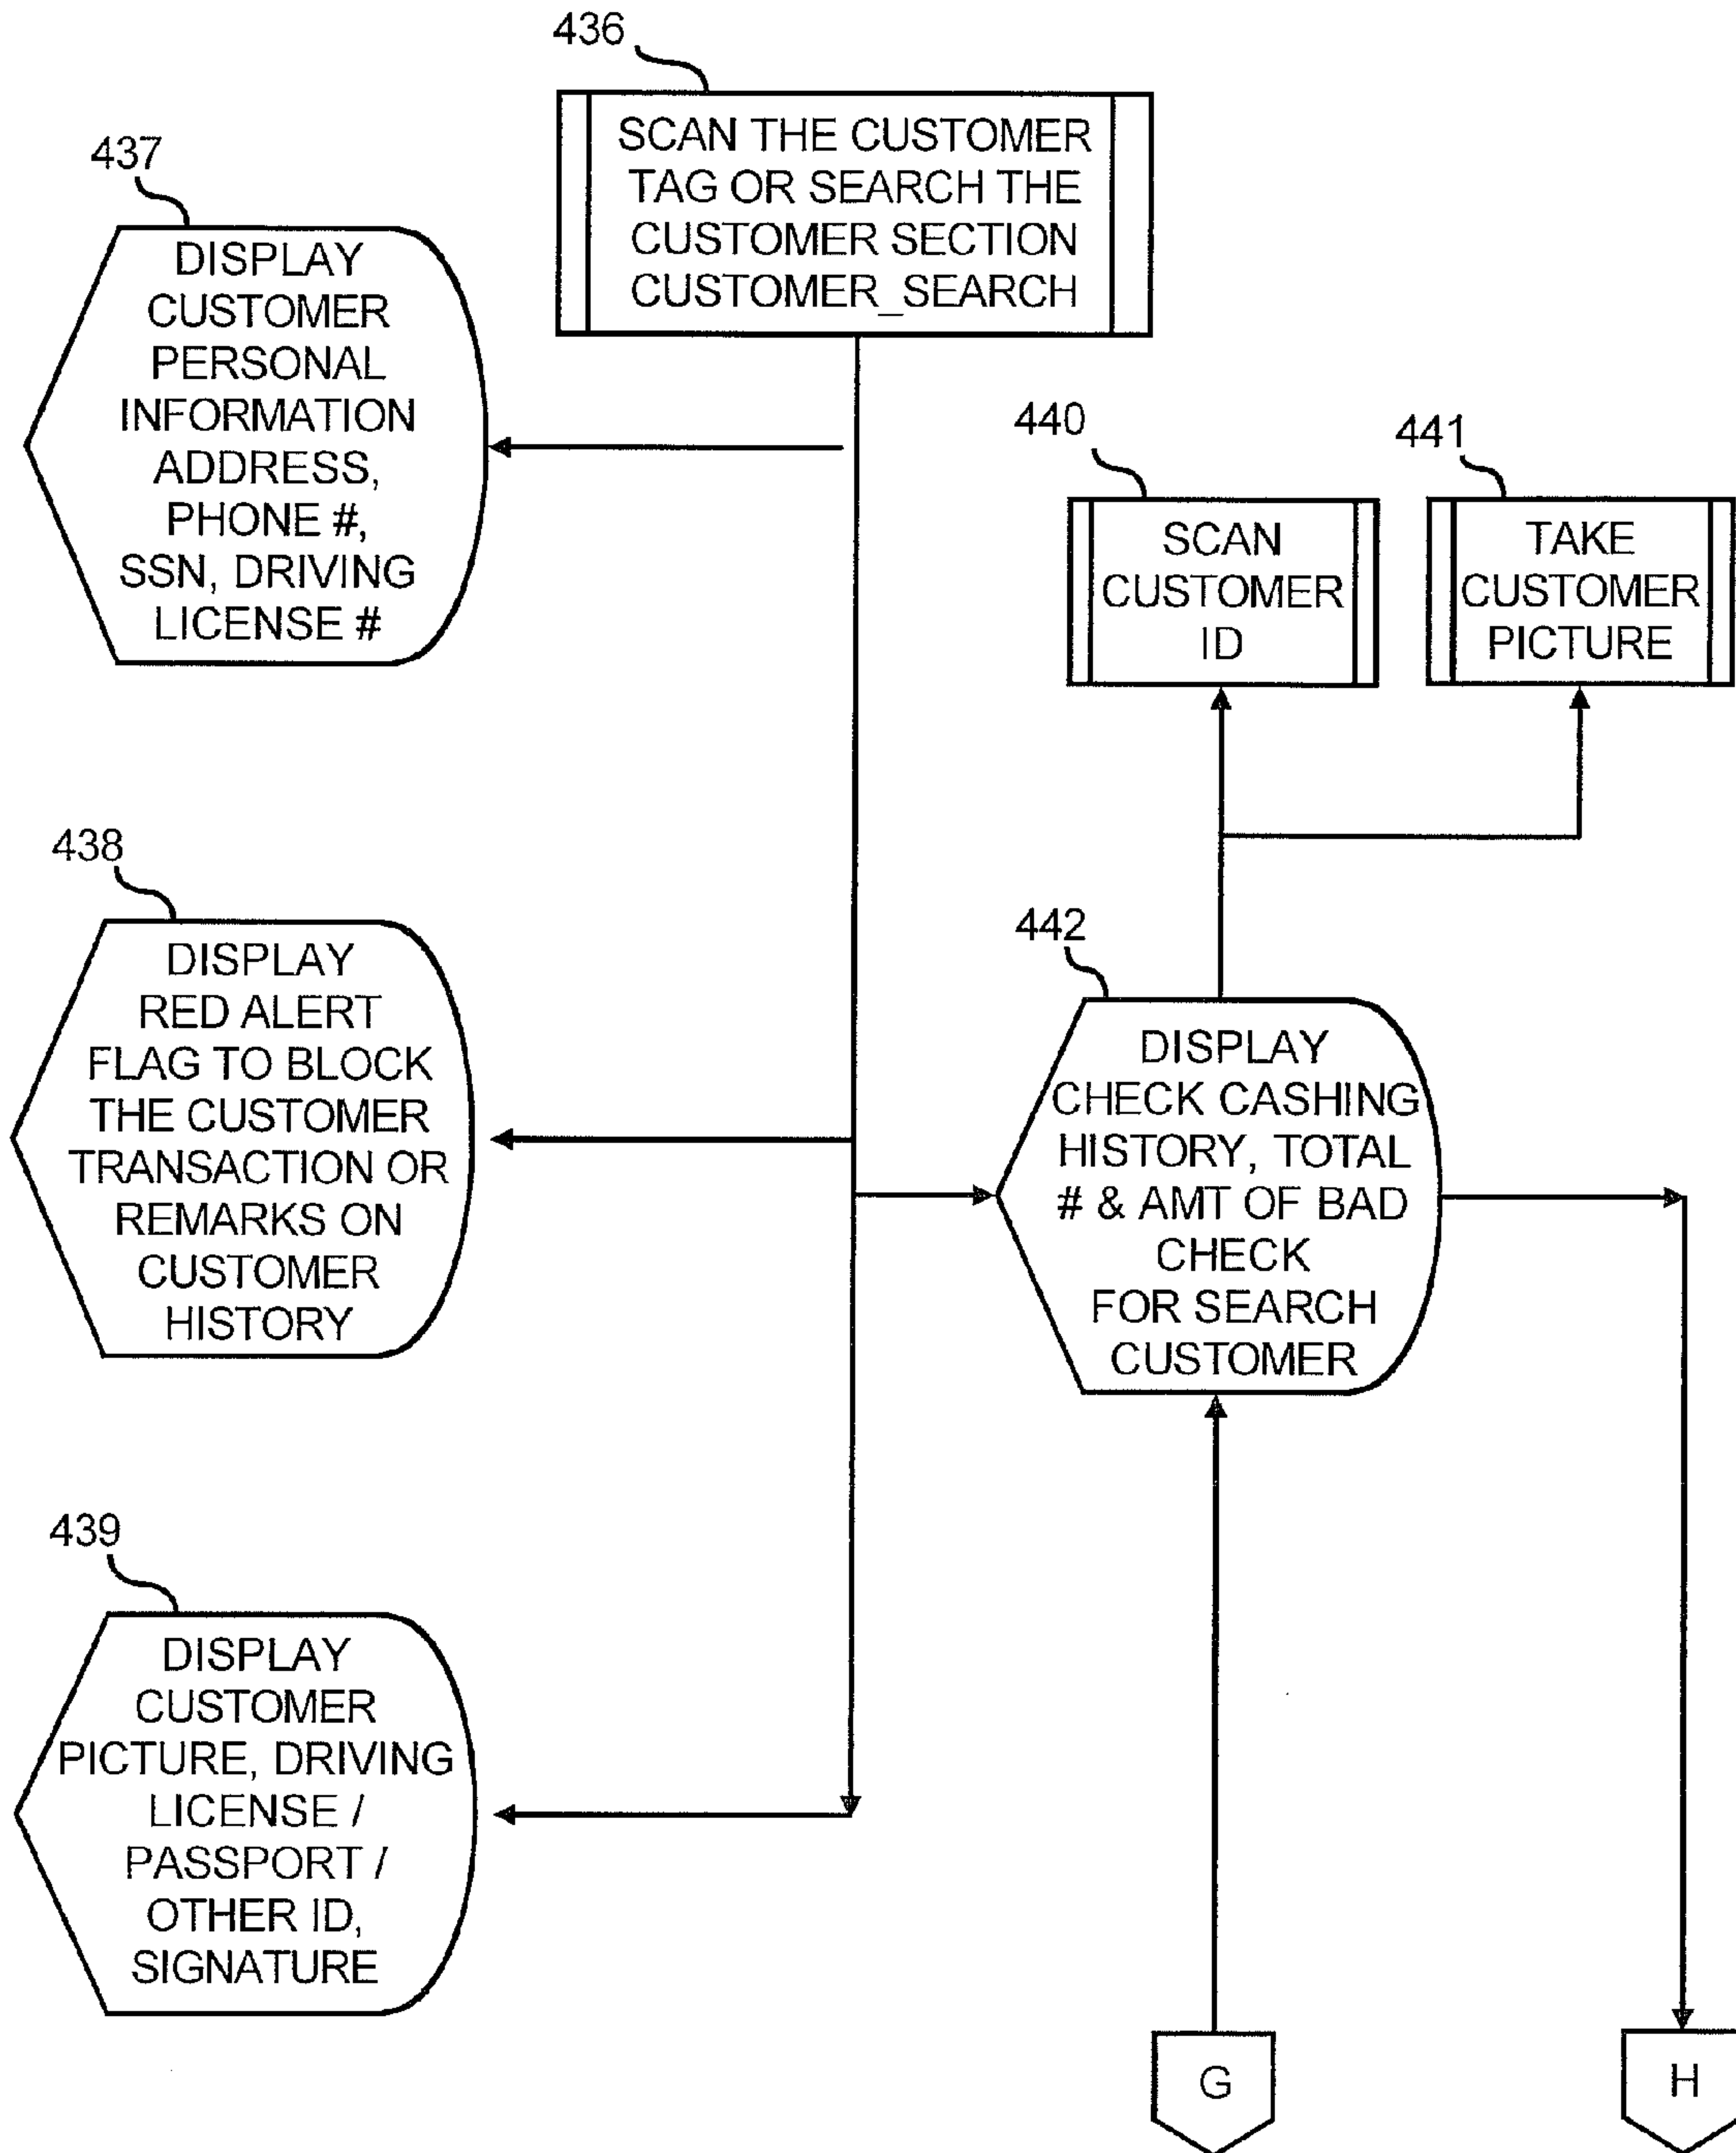 436
SCAN THE CUSTOMER
TAG OR SEARCH THE
CUSTOMER SECTION
CUSTOMER_SEARCH
437
DISPLAY
CUSTOMER
PERSONAL
INFORMATION
ADDRESS,
PHONE #,
SSN, DRIVING
LICENSE #
440
SCAN
CUSTOMER
ID
441
TAKE
CUSTOMER
PICTURE
438
DISPLAY
RED ALERT
FLAG TO BLOCK
THE CUSTOMER
TRANSACTION OR
REMARKS ON
CUSTOMER
HISTORY
442
DISPLAY
CHECK CASHING
HISTORY, TOTAL
# & AMT OF BAD
CHECK
FOR SEARCH
CUSTOMER
439
DISPLAY
CUSTOMER
PICTURE, DRIVING
LICENSE /
PASSPORT /
OTHER ID,
SIGNATURE
G
H